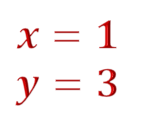 x = 1
y = 3